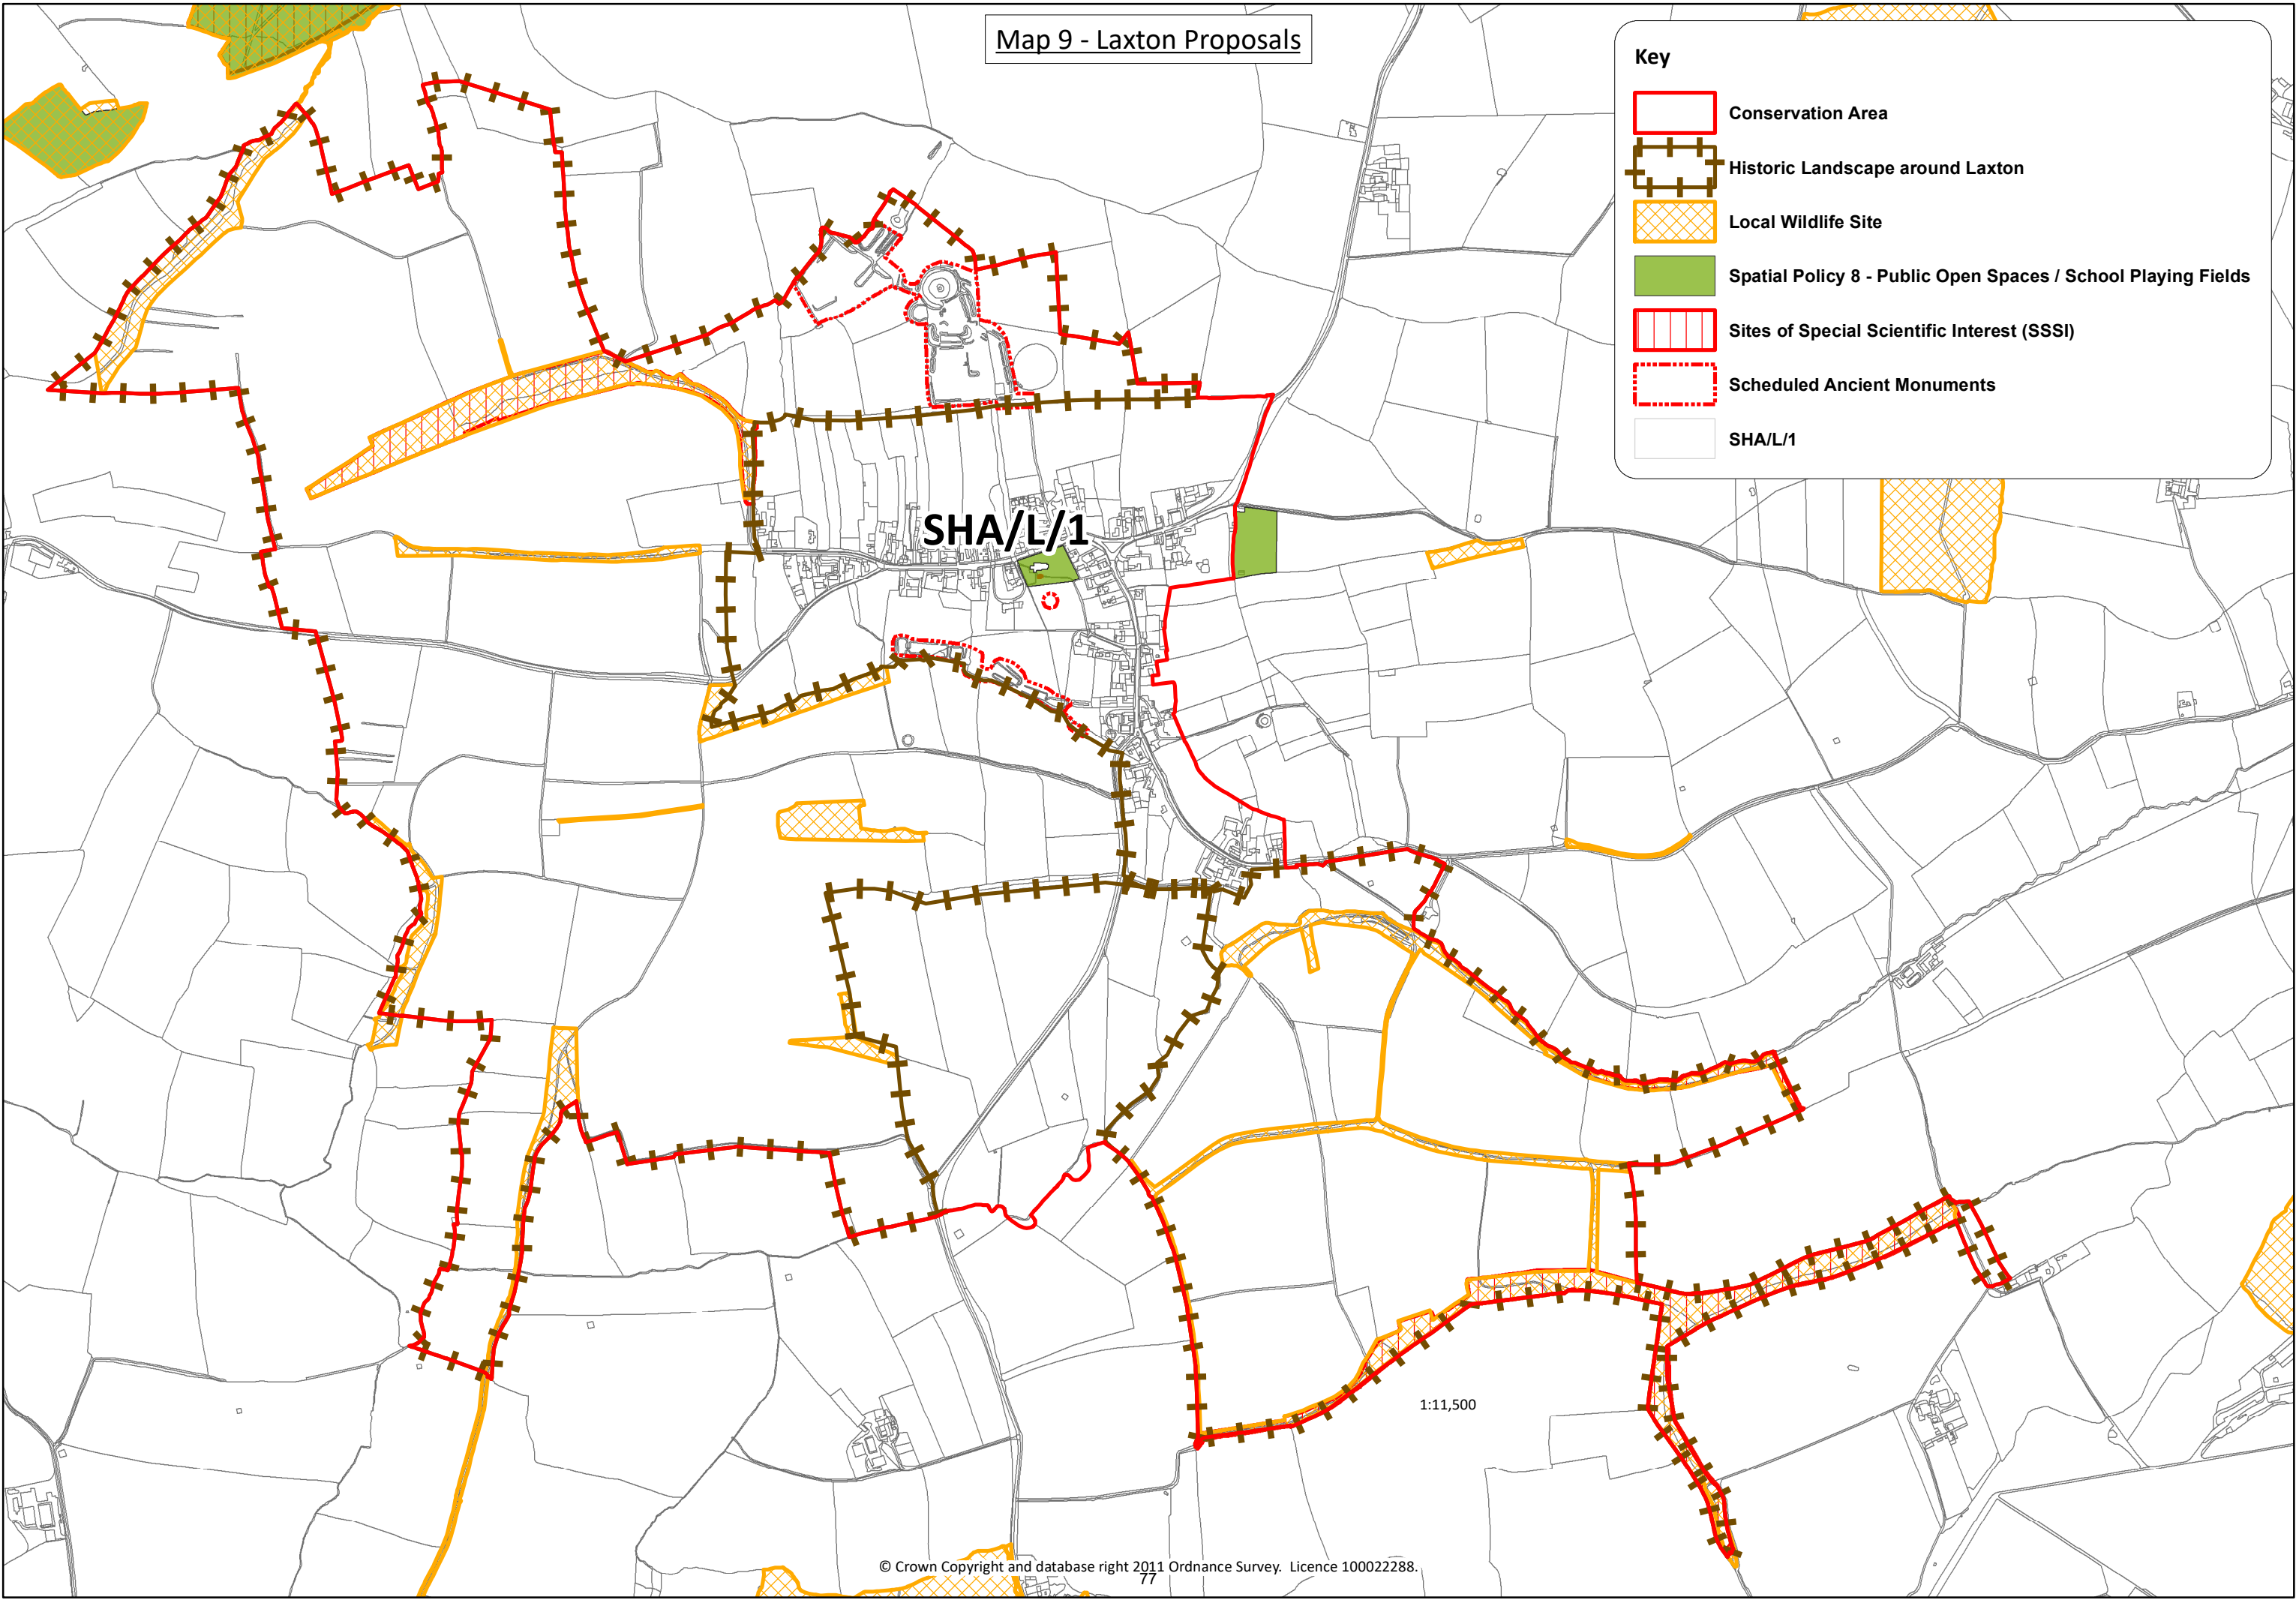 Map 9 - Laxton Proposals
Key
Conservation Area
Historic Landscape around Laxton
Local Wildlife Site
Spatial Policy 8 - Public Open Spaces / School Playing Fields
Sites of Special Scientific Interest (SSSI)
Scheduled Ancient Monuments
SHA/L/1
SHA/L/1
1:11,500
© Crown Copyright and database right 2011 Ordnance Survey. Licence 100022288.
77